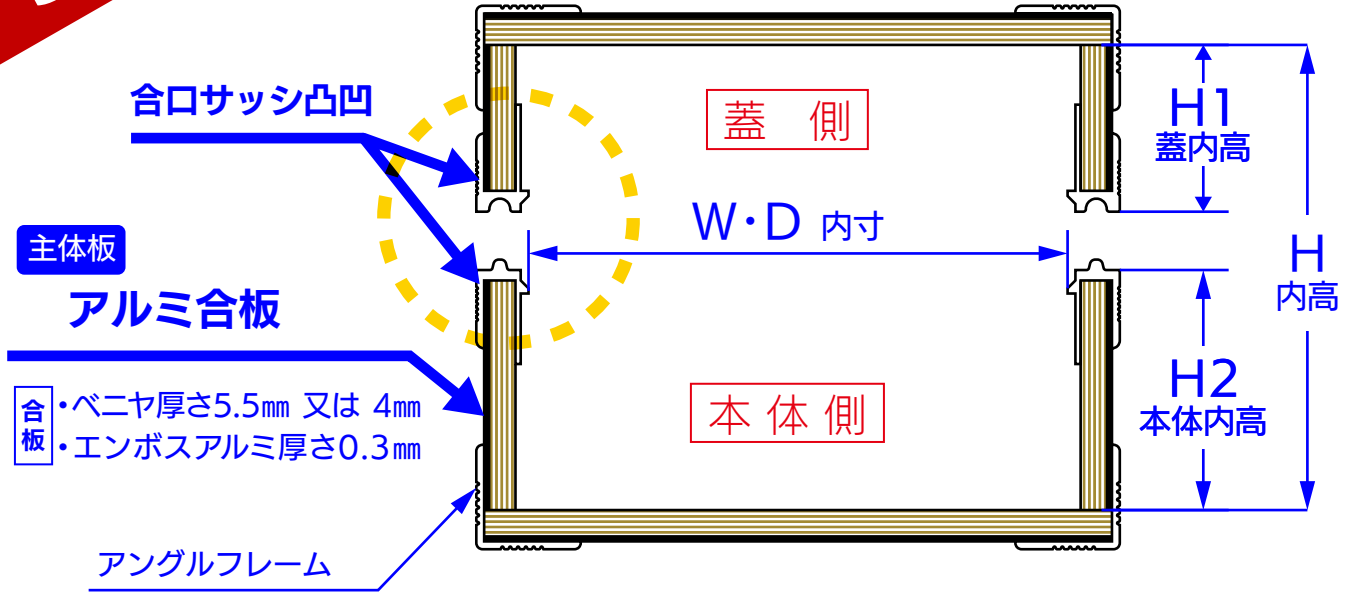 合口サッシ凸凹
蓋 側
H1
蓋内高
W・D 内寸
主体板
アルミ合板
H
内高
合板
・ベニヤ厚さ5.5㎜ 又は 4㎜
・エンボスアルミ厚さ0.3㎜
本体側
H2
本体内高
アングルフレーム